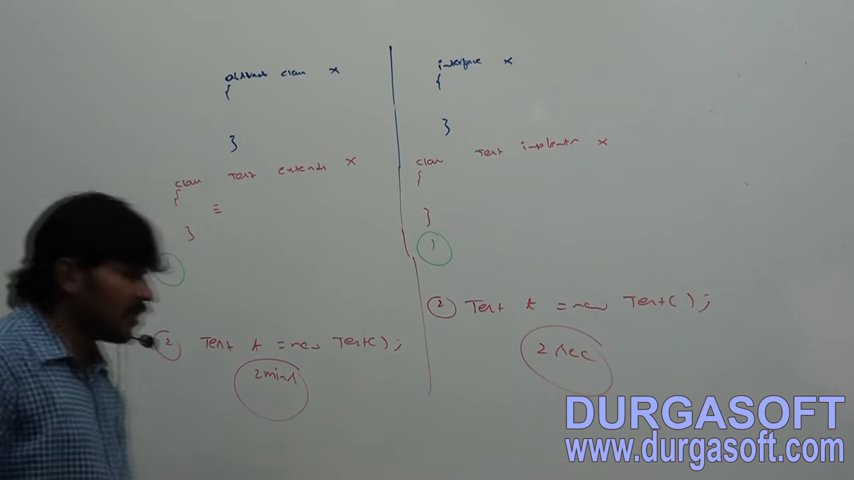 abstract class X
{
}
class Test extends X
{
≡
}
② Test t = new Test();
2 mins
interface X
{
}
class Test implements X
{
}
1
② Test t = new Test();
2 sec
DURGASOFT
www.durgasoft.com